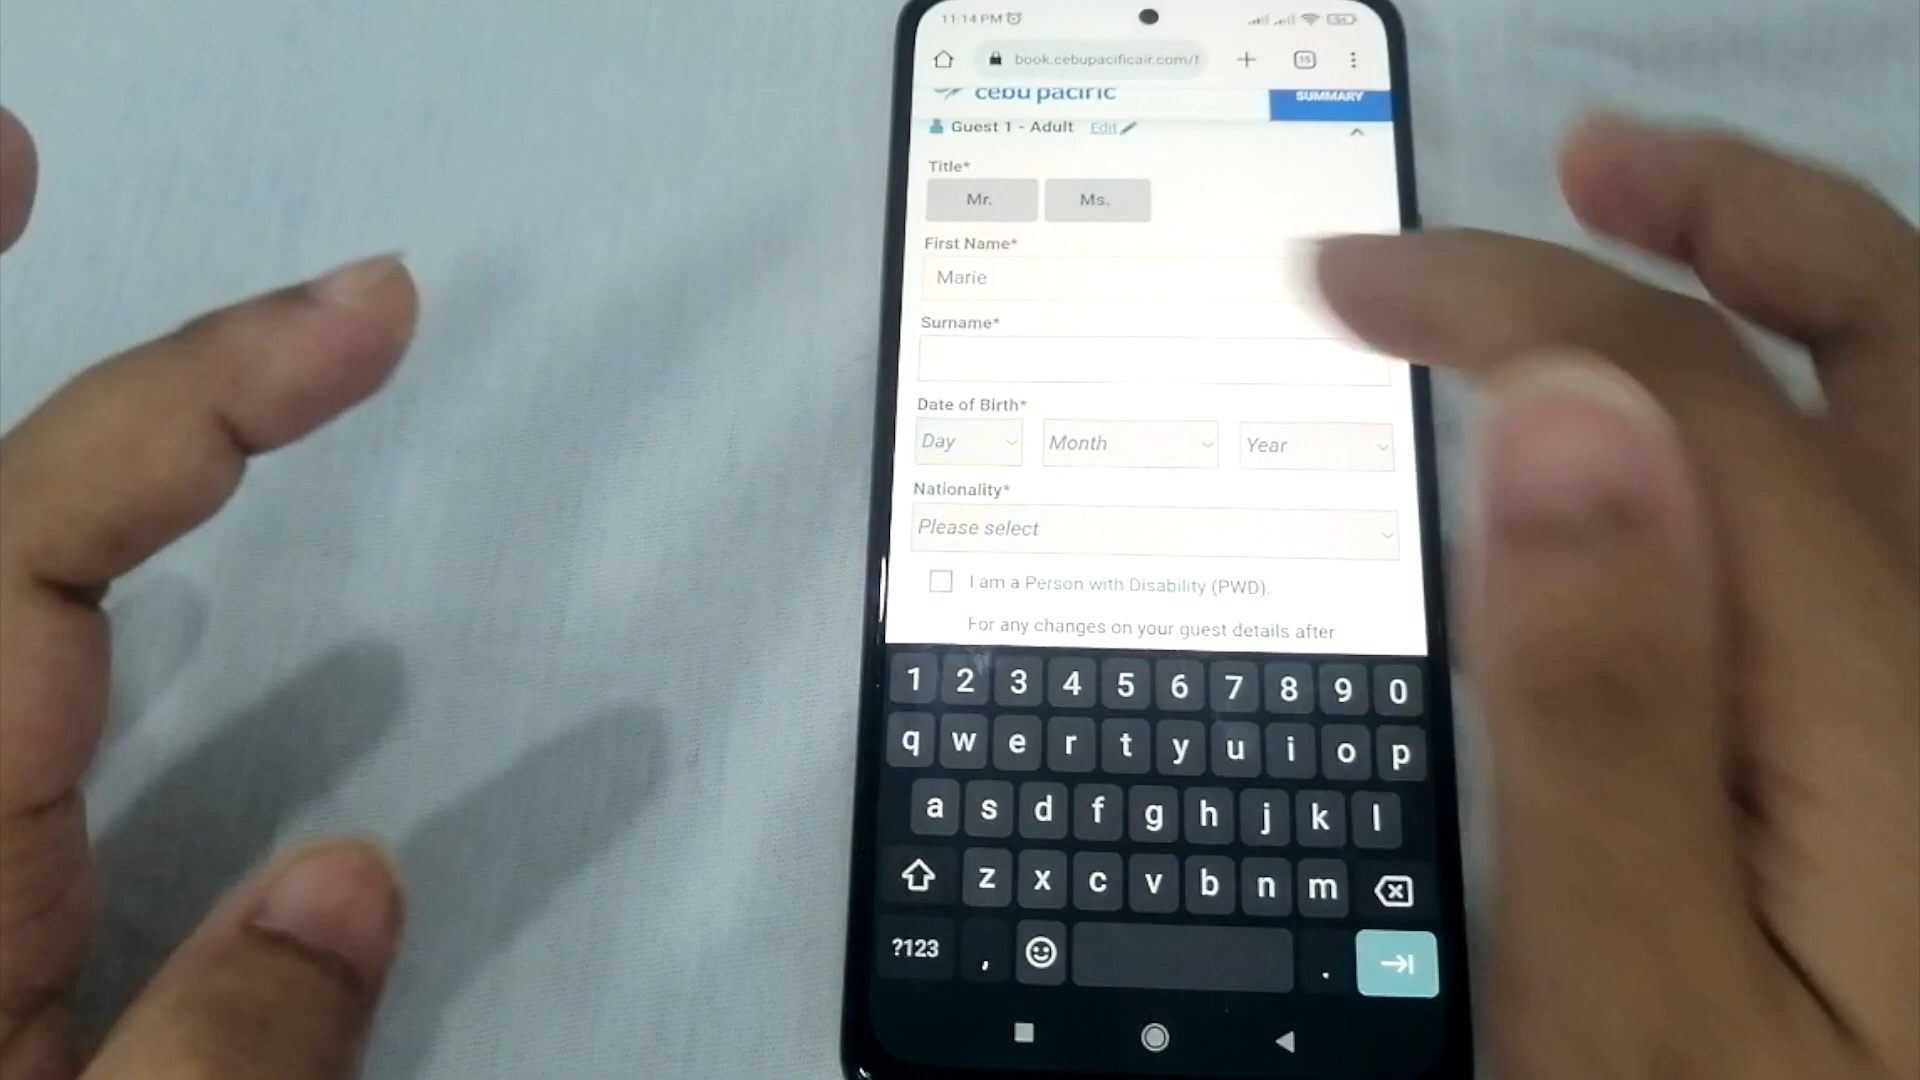 11:14 PM
book.cebupacificair.com/f
15
cebu pacific
SUMMARY
Guest 1 - Adult Edit
Title*
Mr. Ms.
First Name*
Marie
Surname*
Date of Birth*
Day Month Year
Nationality*
Please select
I am a Person with Disability (PWD).
For any changes on your guest details after
1 2 3 4 5 6 7 8 9 0
q w e r t y u i o p
a s d f g h j k l
z x c v b n m
?123 , .